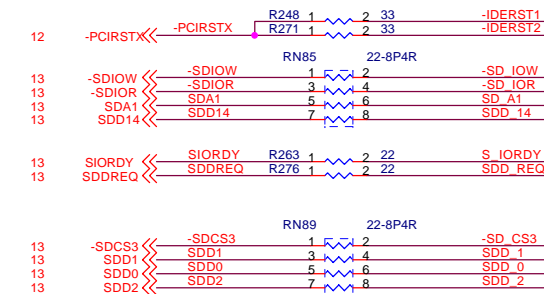 R248 1 2 33 -IDERST1
12 -PCIRSTX -PCIRSTX R271 1 2 33 -IDERST2
RN85 22-8P4R
13 -SDIOW -SDIOW 1 2 -SD_IOW
13 -SDIOR -SDIOR 3 4 -SD_IOR
13 SDA1 SDA1 5 6 SD_A1
13 SDD14 SDD14 7 8 SDD_14
13 SIORDY SIORDY R263 1 2 22 S_IORDY
13 SDDREQ SDDREQ R276 1 2 22 SDD_REQ
RN89 22-8P4R
13 -SDCS3 -SDCS3 1 2 -SD_CS3
13 SDD1 SDD1 3 4 SDD_1
13 SDD0 SDD0 5 6 SDD_0
13 SDD2 SDD2 7 8 SDD_2